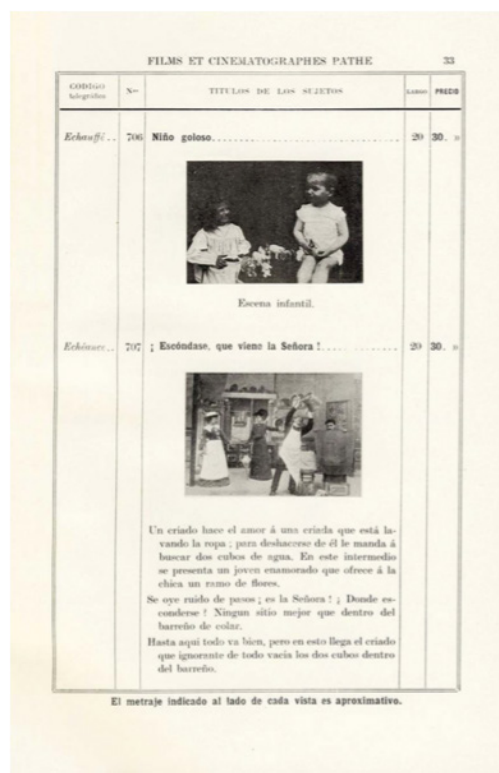 FILMS ET CINEMATOGRAPHES PATHE 33
CODIGO telegráfico Nos TITULOS DE LOS SUJETOS LARGO PRECIO
Echauffé.. 706 Niño goloso. 20 30. »
Escena infantil.
707 ¡ Escóndase, que viene la Señora !. 20 30. »
Un criado hace el amor á una criada que está la-
vando la ropa ; para deshacerse de él le manda á
buscar dos cubos de agua. En este intermedio
se presenta un joven enamorado que ofrece á la
chica un ramo de flores.
Se oye ruido de pasos ; es la Señora ! ¡ Donde es-
conderse ! Ningun sitio mejor que dentro del
barreño de colar.
Hasta aqui todo va bien, pero en esto llega el criado
que ignorante de todo vacia los dos cubos dentro
del barreño.
El metraje indicado al lado de cada vista es aproximativo.